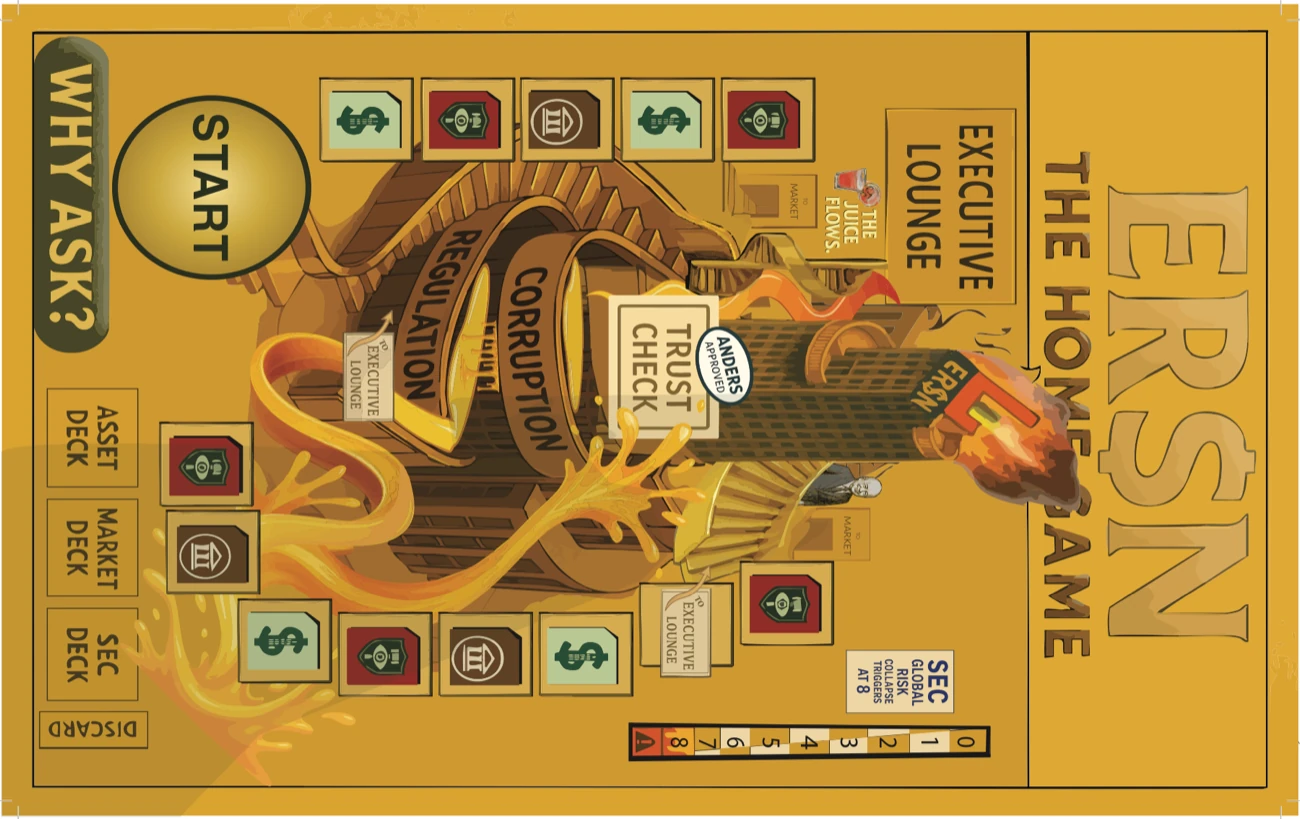 ER$N
THE HOME GAME
EXECUTIVE
LOUNGE
ER$N
SEC
GLOBAL
RISK
COLLAPSE
TRIGGERS
AT 8
0
1
2
3
4
5
6
7
8
THE
JUICE
FLOWS.
TO
MARKET
TO
MARKET
ANDERS
APPROVED
TRUST
CHECK
TO
EXECUTIVE
LOUNGE
CORRUPTION
REGULATION
TO
EXECUTIVE
LOUNGE
START
WHY ASK?
ASSET
DECK
MARKET
DECK
SEC
DECK
DISCARD